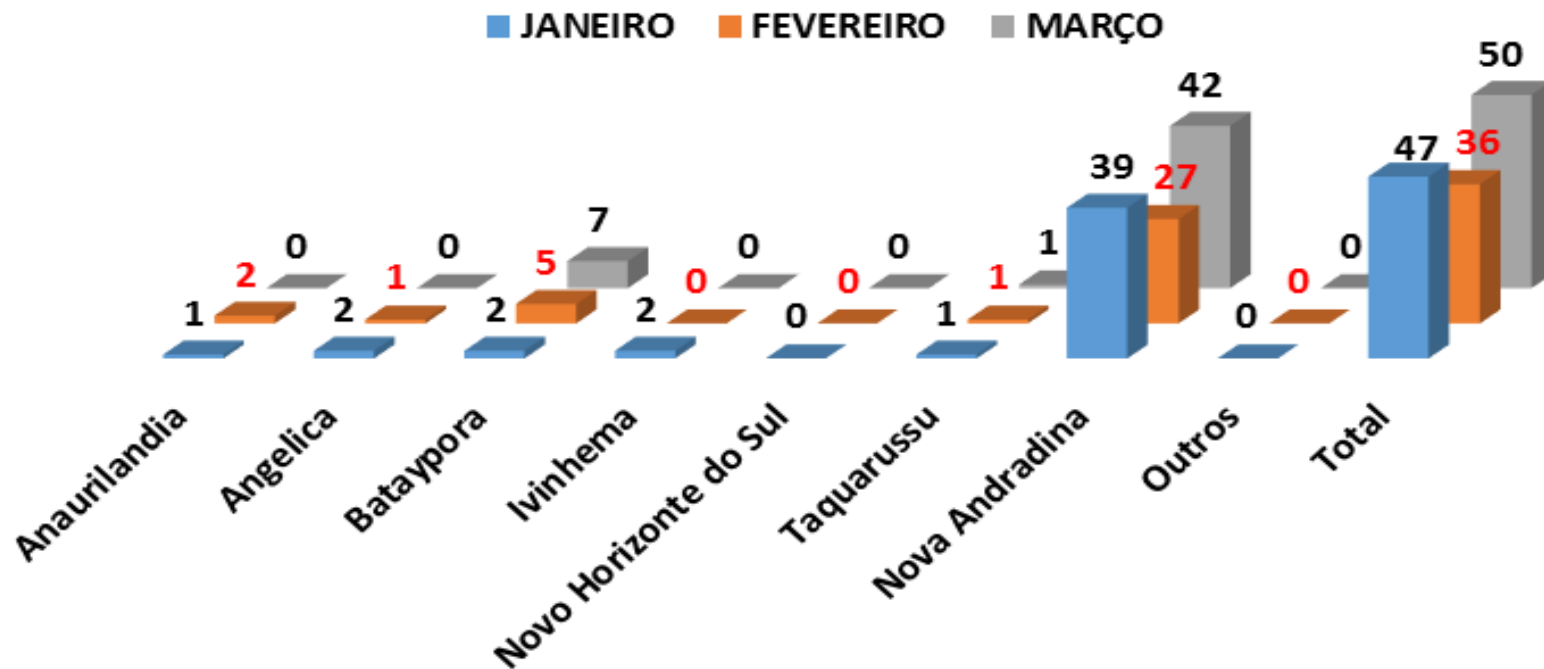 JANEIRO FEVEREIRO MARÇO
1 2 0
2 1 0
2 5 7
2 0 0
0 0 0
1 1 1
39 27 42
0 0 0
47 36 50
Anaurilandia
Angelica
Bataypora
Ivinhema
Novo Horizonte do Sul
Taquarussu
Nova Andradina
Outros
Total